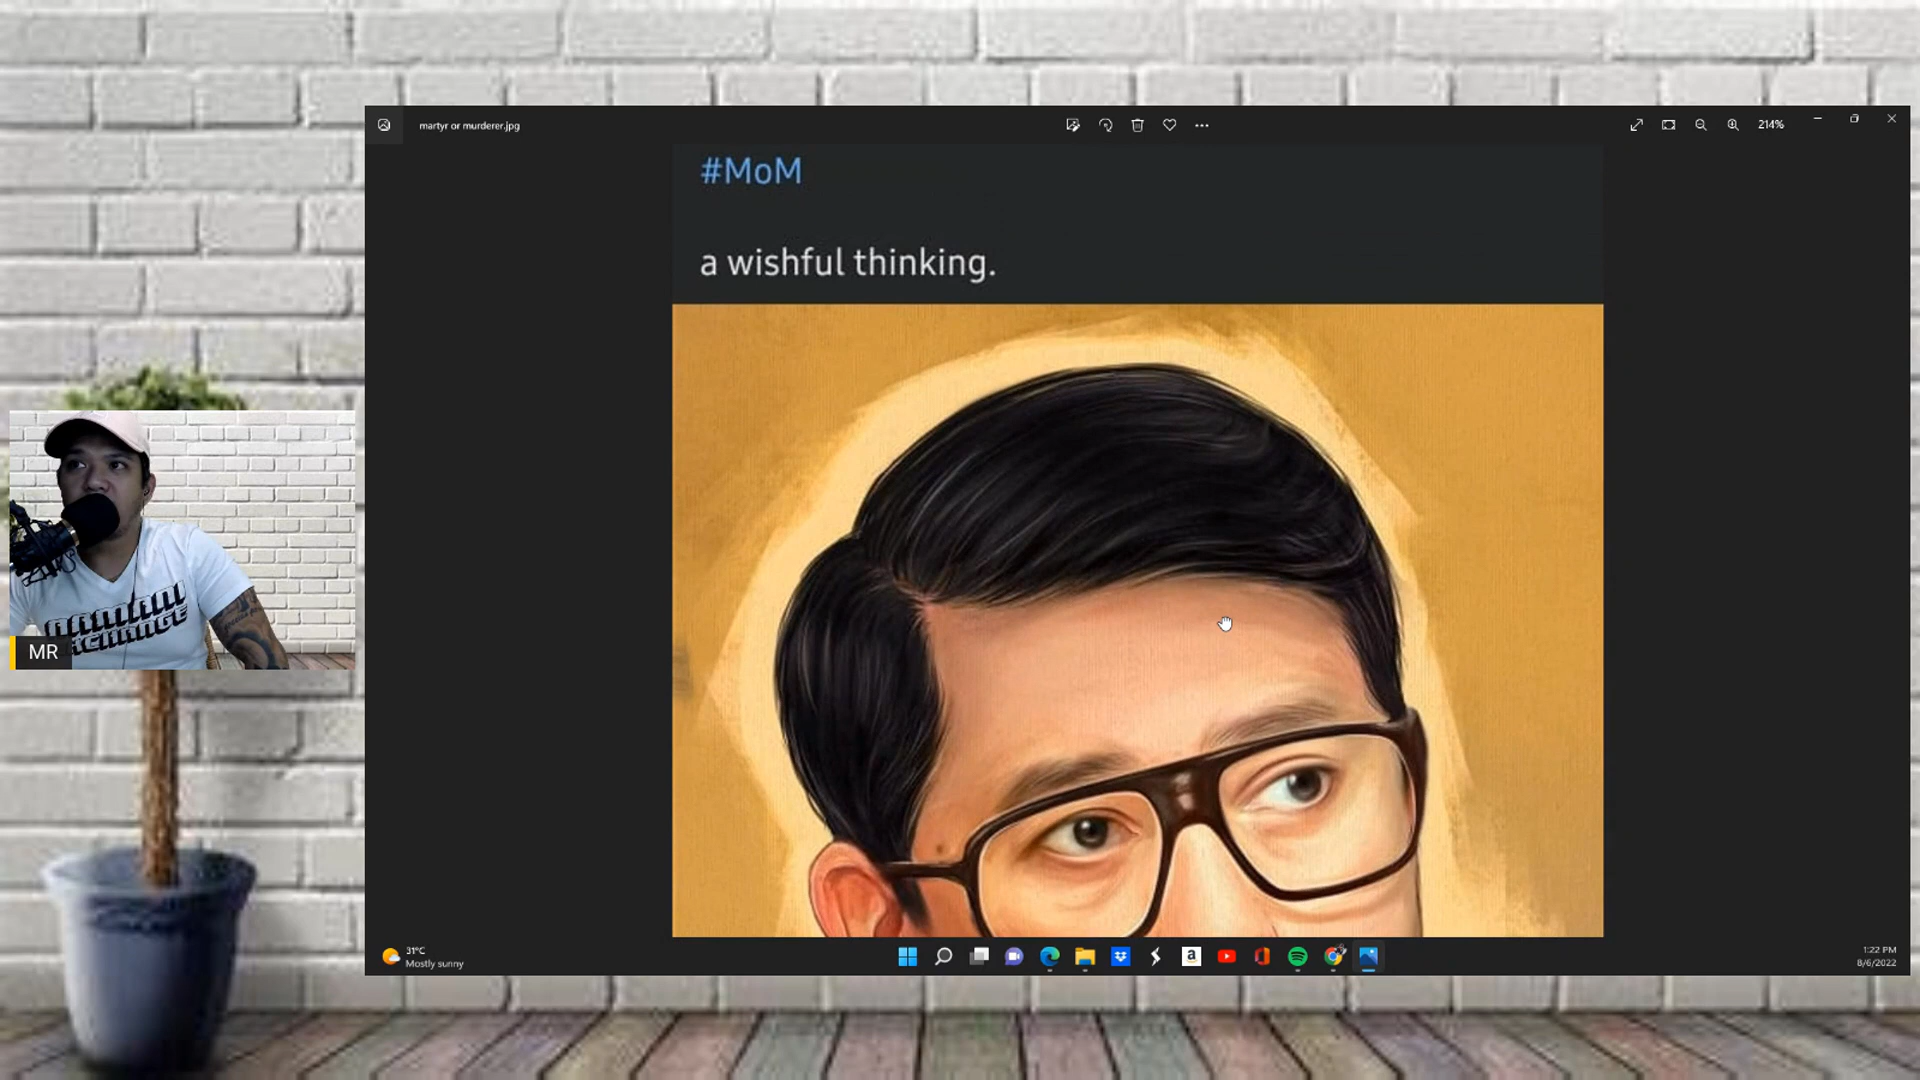 martyr or murderer.jpg
214%
#MoM
a wishful thinking.
MR
31°C
Mostly sunny
1:22 PM
8/6/2022